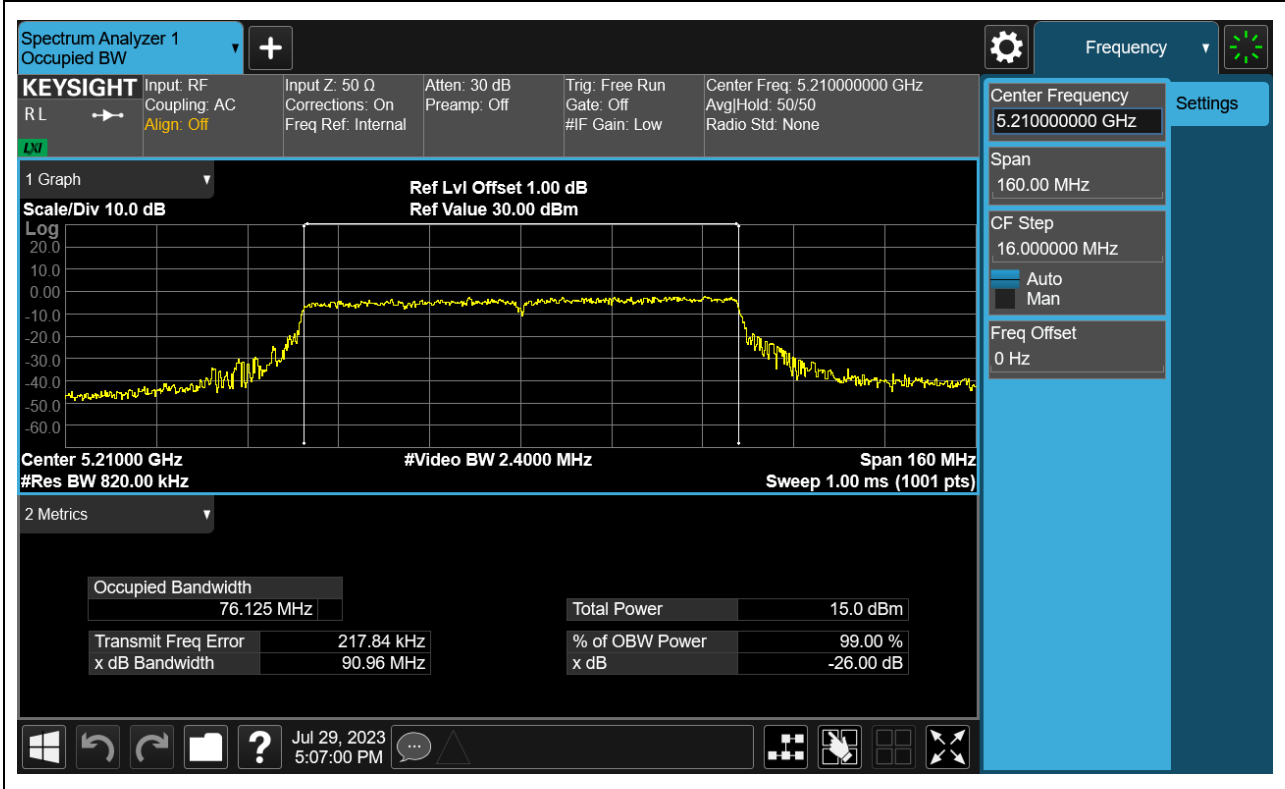 Spectrum Analyzer 1
Occupied BW
Frequency
KEYSIGHT
RL
LXI
Input: RF
Coupling: AC
Align: Off
Input Z: 50 Ω
Corrections: On
Freq Ref: Internal
Atten: 30 dB
Preamp: Off
Trig: Free Run
Gate: Off
#IF Gain: Low
Center Freq: 5.210000000 GHz
Avg|Hold: 50/50
Radio Std: None
Center Frequency
5.210000000 GHz
Settings
Span
160.00 MHz
CF Step
16.000000 MHz
Auto
Man
Freq Offset
0 Hz
1 Graph
Scale/Div 10.0 dB
Ref Lvl Offset 1.00 dB
Ref Value 30.00 dBm
Log
20.0
10.0
0.00
-10.0
-20.0
-30.0
-40.0
-50.0
-60.0
Center 5.21000 GHz
#Video BW 2.4000 MHz
Span 160 MHz
#Res BW 820.00 kHz
Sweep 1.00 ms (1001 pts)
2 Metrics
Occupied Bandwidth
76.125 MHz
Total Power 15.0 dBm
Transmit Freq Error 217.84 kHz
% of OBW Power 99.00 %
x dB Bandwidth 90.96 MHz
x dB -26.00 dB
Jul 29, 2023
5:07:00 PM